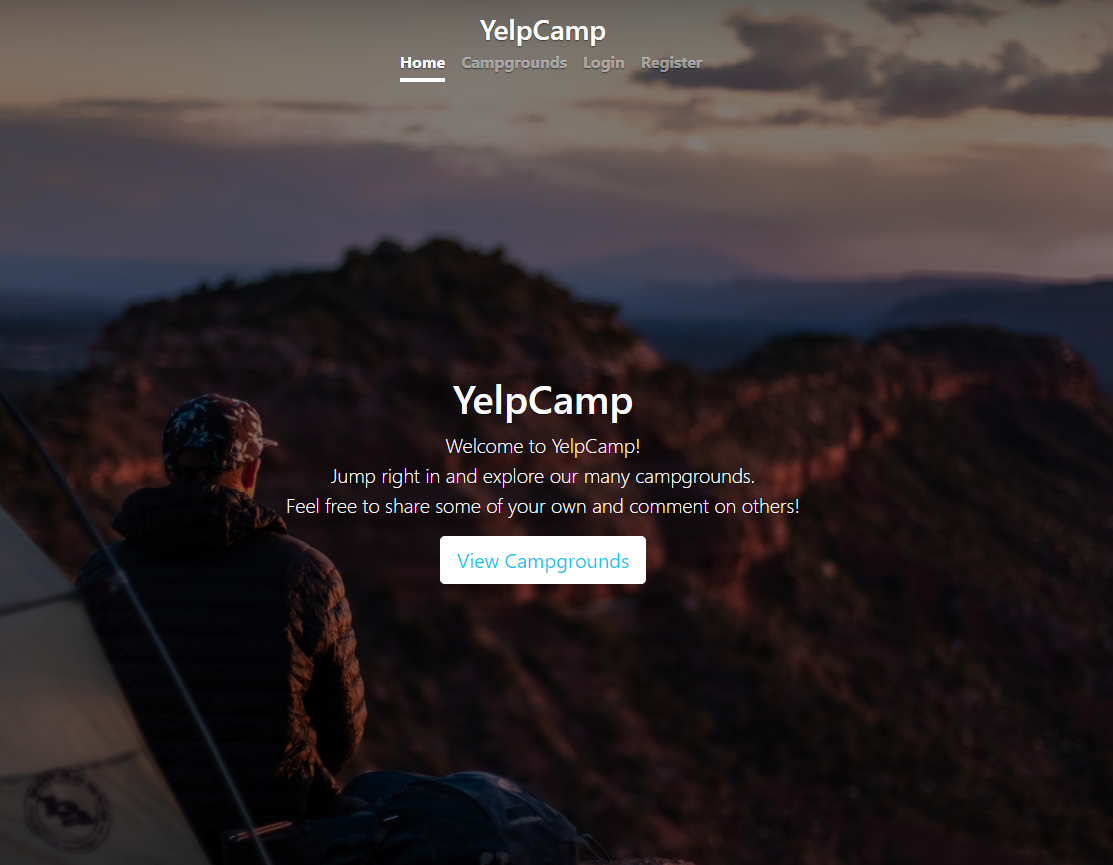 YelpCamp
Home Campgrounds Login Register
YelpCamp
Welcome to YelpCamp!
Jump right in and explore our many campgrounds.
Feel free to share some of your own and comment on others!
View Campgrounds